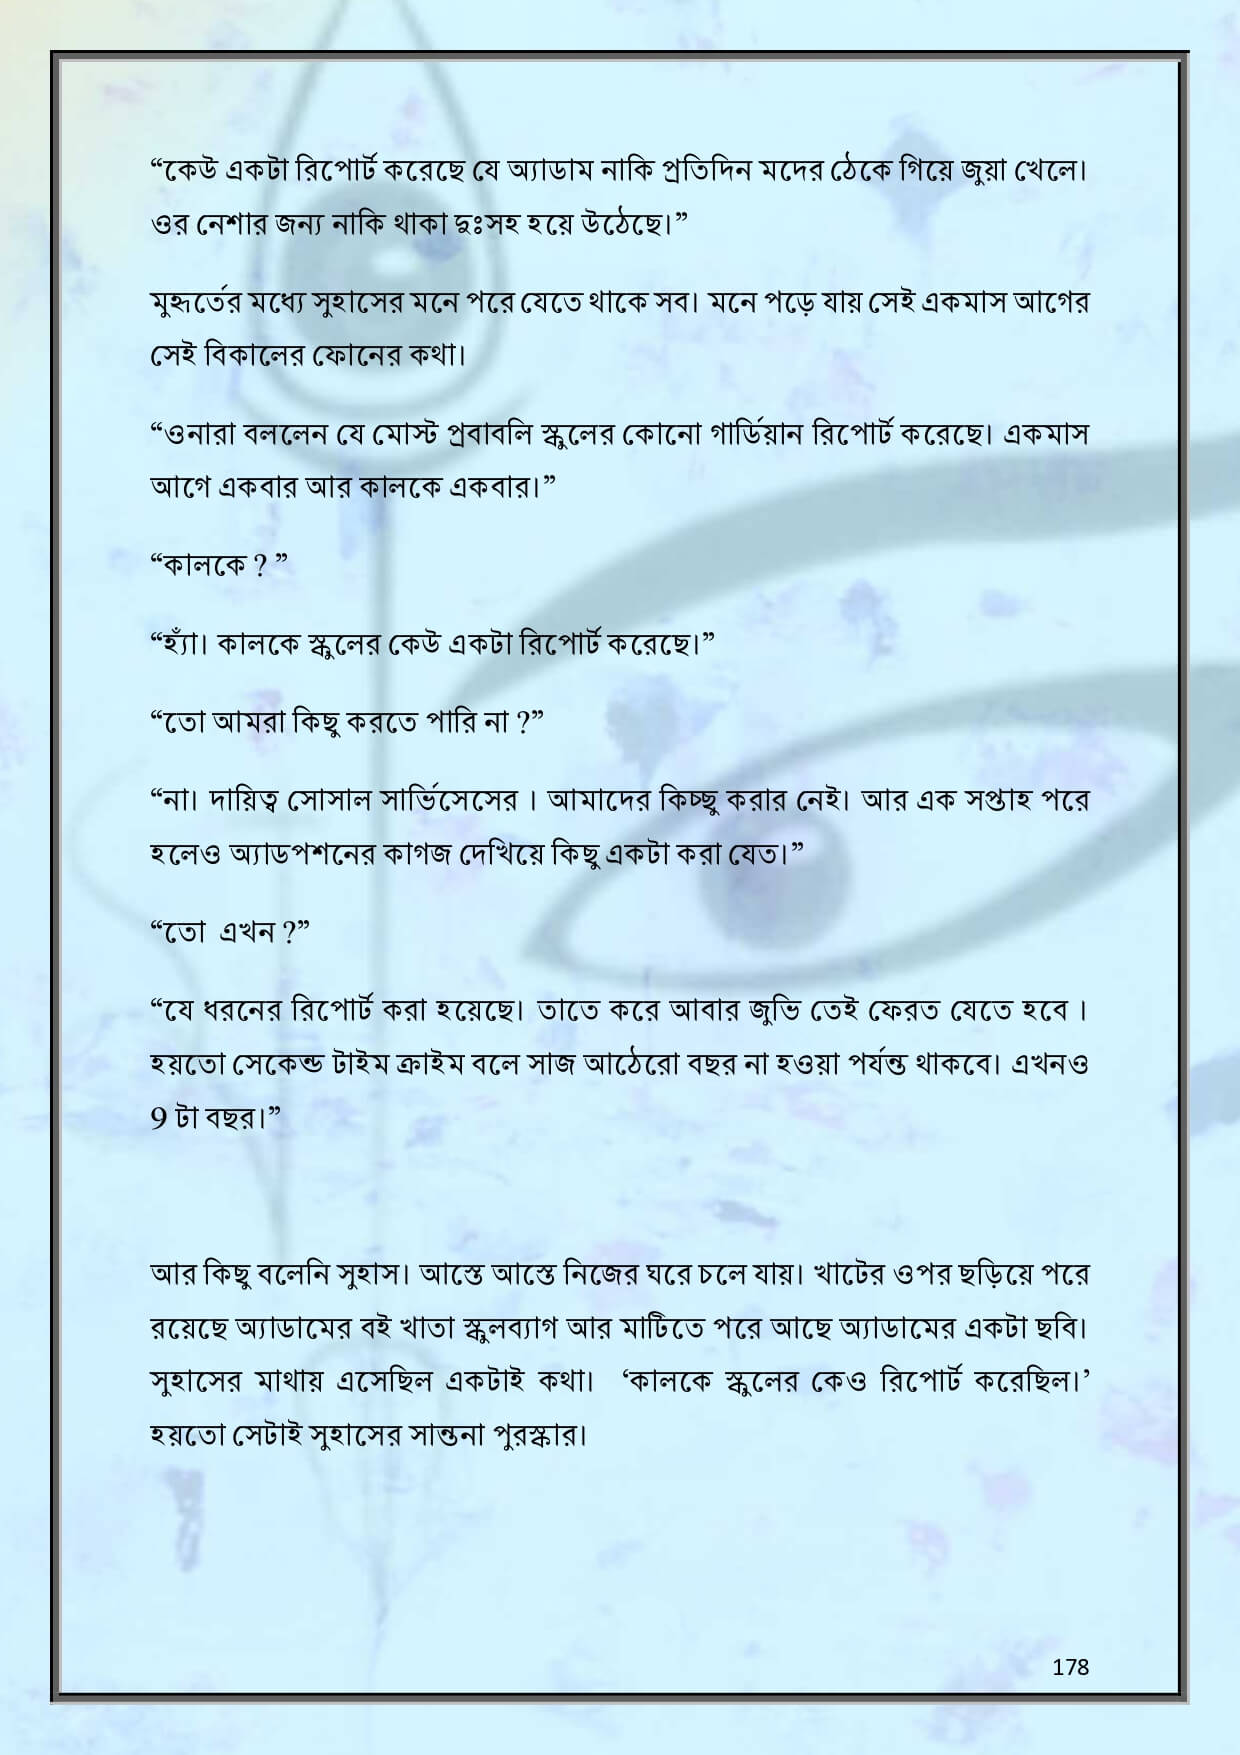 “কেউ একটা রিপোর্ট করেছে যে অ্যাডাম নাকি প্রতিদিন মদের ঠেকে গিয়ে জুয়া খেলে।
ওর নেশার জন্য নাকি থাকা দুঃসহ হয়ে উঠেছে।”
মুহূর্তের মধ্যে সুহাসের মনে পরে যেতে থাকে সব। মনে পড়ে যায় সেই একমাস আগের
সেই বিকালের ফোনের কথা।
“ওনারা বললেন যে মোস্ট প্রবাবলি স্কুলের কোনো গার্ডিয়ান রিপোর্ট করেছে। একমাস
আগে একবার আর কালকে একবার।”
“কালকে ? ”
“হ্যাঁ। কালকে স্কুলের কেউ একটা রিপোর্ট করেছে।”
“তো আমরা কিছু করতে পারি না ?”
“না। দায়িত্ব সোসাল সার্ভিসেসের । আমাদের কিচ্ছু করার নেই। আর এক সপ্তাহ পরে
হলেও অ্যাডপশনের কাগজ দেখিয়ে কিছু একটা করা যেত।”
“তো এখন ?”
“যে ধরনের রিপোর্ট করা হয়েছে। তাতে করে আবার জুভি তেই ফেরত যেতে হবে ।
হয়তো সেকেন্ড টাইম ক্রাইম বলে সাজ আঠেরো বছর না হওয়া পর্যন্ত থাকবে। এখনও
9 টা বছর।”
আর কিছু বলেনি সুহাস। আস্তে আস্তে নিজের ঘরে চলে যায়। খাটের ওপর ছড়িয়ে পরে
রয়েছে অ্যাডামের বই খাতা স্কুলব্যাগ আর মাটিতে পরে আছে অ্যাডামের একটা ছবি।
সুহাসের মাথায় এসেছিল একটাই কথা। ‘কালকে স্কুলের কেও রিপোর্ট করেছিল।’
হয়তো সেটাই সুহাসের সান্তনা পুরস্কার।
178